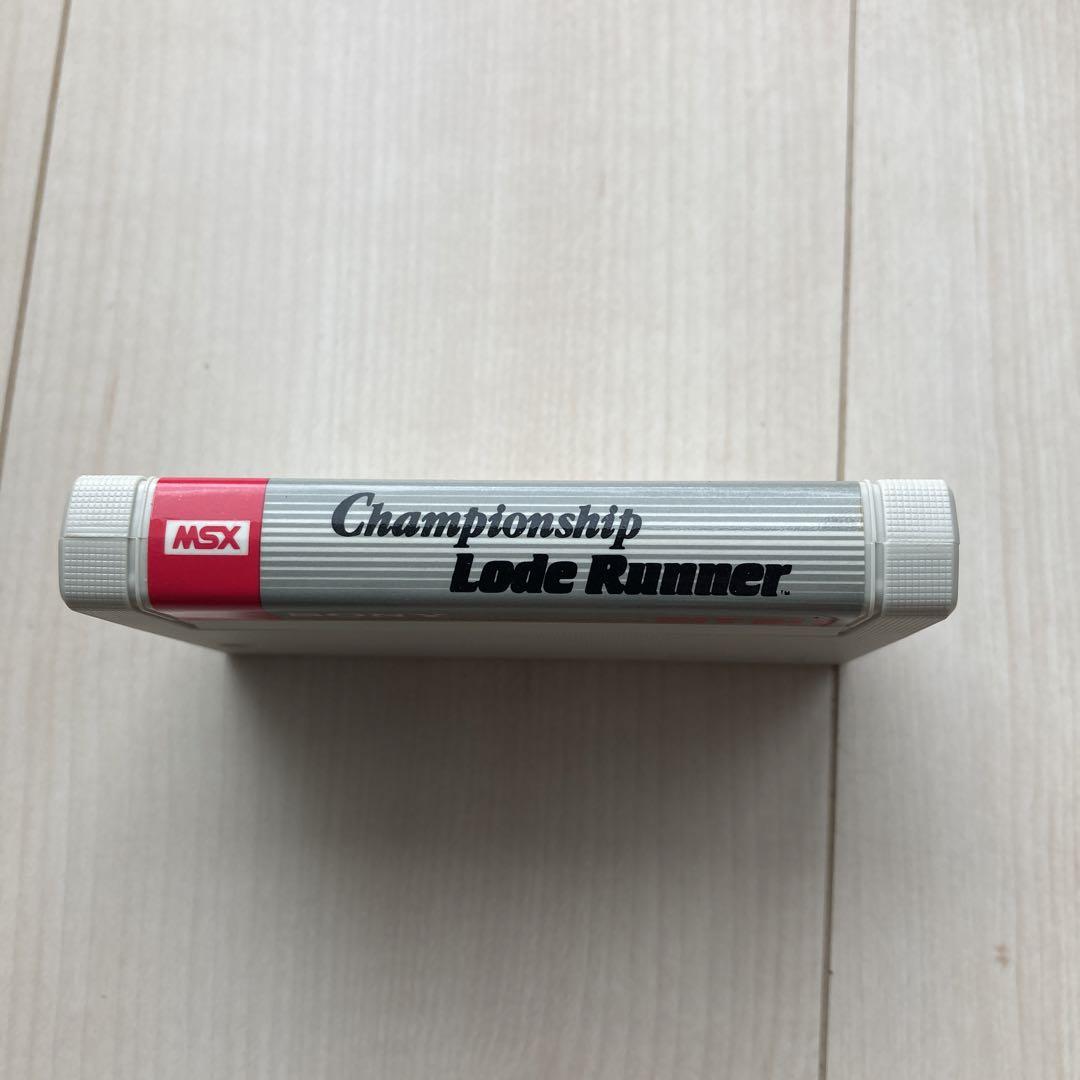 MSX
Championship
Lode Runner™